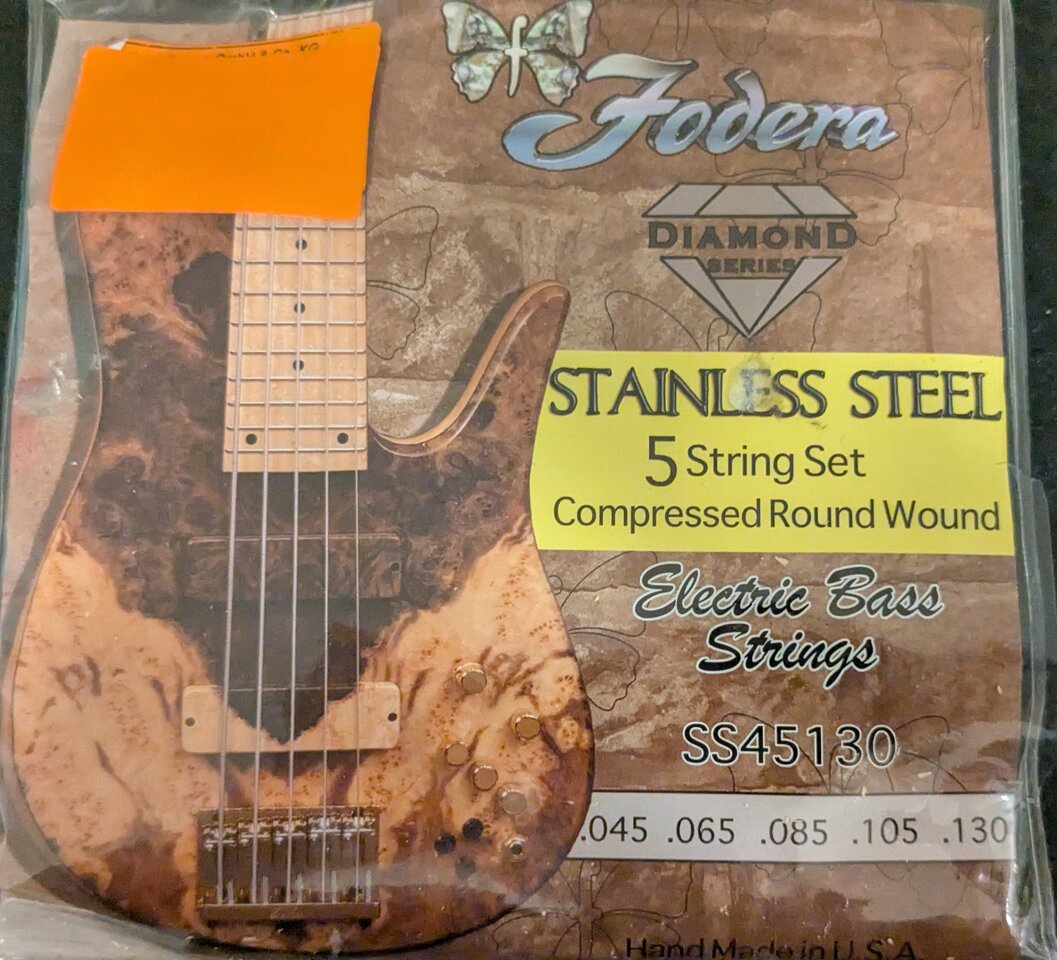 f
Fodera
DIAMOND
SERIES
STAINLESS STEEL
5 String Set
Compressed Round Wound
Electric Bass
Strings
SS45130
.045 .065 .085 .105 .130
Hand Made in U.S.A